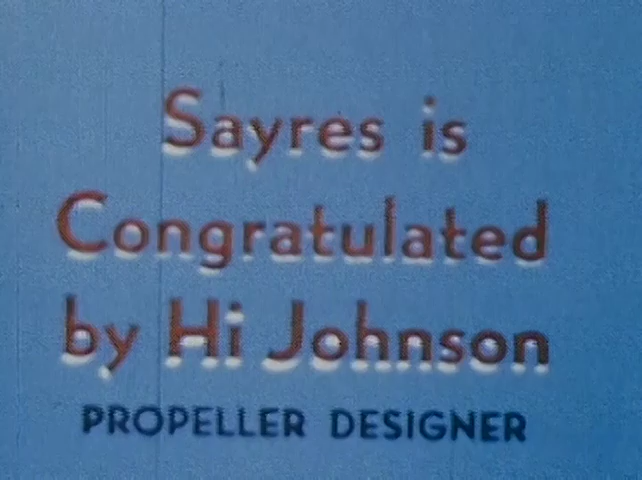 Sayres is
Congratulated
by Hi Johnson
PROPELLER DESIGNER